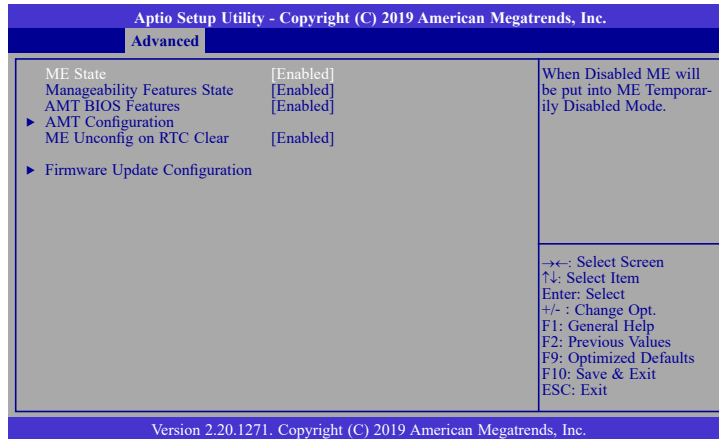 Aptio Setup Utility - Copyright (C) 2019 American Megatrends, Inc.
Advanced
ME State [Enabled]
Manageability Features State [Enabled]
AMT BIOS Features [Enabled]
► AMT Configuration
ME Unconfig on RTC Clear [Enabled]
► Firmware Update Configuration
When Disabled ME will
be put into ME Temporar-
ily Disabled Mode.
→←: Select Screen
↑↓: Select Item
Enter: Select
+/- : Change Opt.
F1: General Help
F2: Previous Values
F9: Optimized Defaults
F10: Save & Exit
ESC: Exit
Version 2.20.1271. Copyright (C) 2019 American Megatrends, Inc.